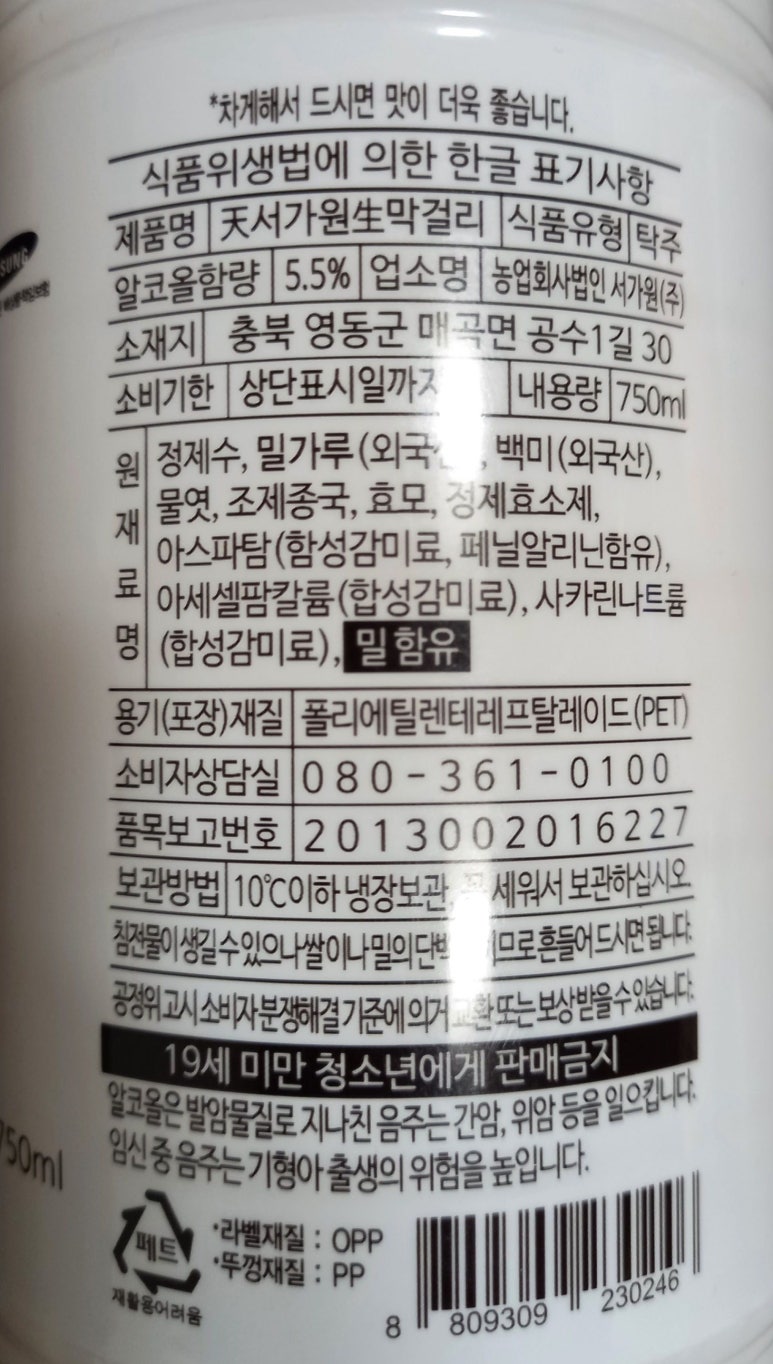 *차게해서 드시면 맛이 더욱 좋습니다.
식품위생법에 의한 한글 표기사항
제품명 天서가원生막걸리 식품유형 탁주
알코올함량 5.5% 업소명 농업회사법인 서가원(주)
SUNG
소재지 충북 영동군 매곡면 공수1길 30
소비기한 상단표시일까지 내용량 750ml
원재료명
정제수, 밀가루(외국산), 백미(외국산),
물엿, 조제종국, 효모, 정제효소제,
아스파탐(함성감미료, 페닐알리닌함유),
아세셀팜칼륨(합성감미료), 사카린나트륨
(합성감미료), 밀 함유
용기(포장)재질 폴리에틸렌테레프탈레이드(PET)
소비자상담실 080-361-0100
품목보고번호 2013002016227
보관방법 10℃이하 냉장보관, 세워서 보관하십시오.
침전물이 생길 수 있으나 쌀이나 밀의 단백 이므로 흔들어 드시면 됩니다.
공정위 고시 소비자 분쟁해결 기준에 의거 교환 또는 보상 받을 수 있습니다.
19세 미만 청소년에게 판매금지
알코올은 발암물질로 지나친 음주는 간암, 위암 등을 일으킵니다.
임신 중 음주는 기형아 출생의 위험을 높입니다.
750ml
페트
재활용어려움
·라벨재질 : OPP
·뚜껑재질 : PP
8 809309 230246